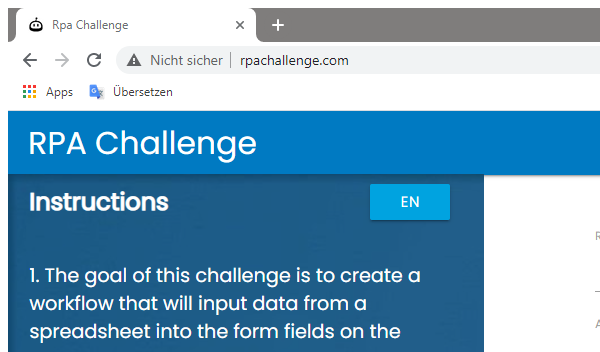 Rpa Challenge
Nicht sicher rpachallenge.com
Apps Übersetzen
RPA Challenge
Instructions
EN
1. The goal of this challenge is to create a
workflow that will input data from a
spreadsheet into the form fields on the